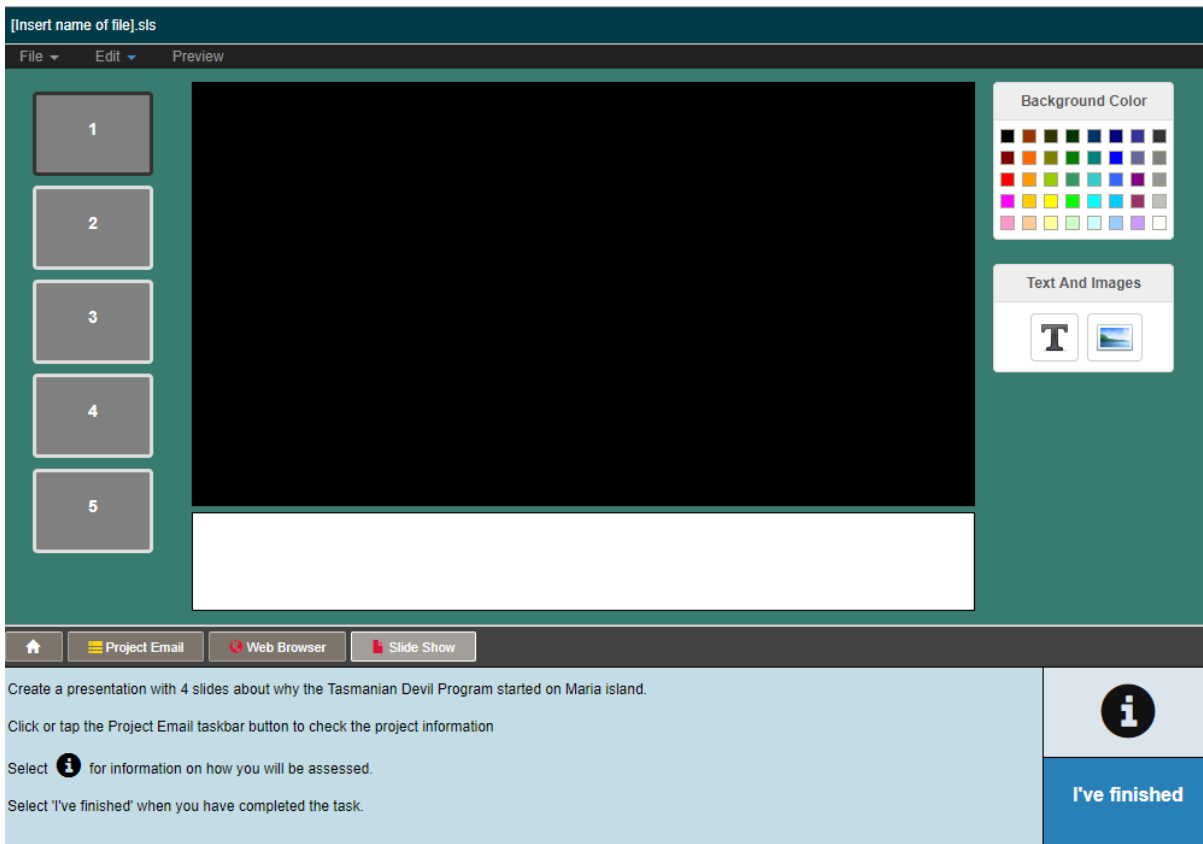 [Insert name of file].sls
File Edit Preview
1
2
3
4
5
Background Color
Text And Images
T
Project Email Web Browser Slide Show
Create a presentation with 4 slides about why the Tasmanian Devil Program started on Maria island.
Click or tap the Project Email taskbar button to check the project information
Select i for information on how you will be assessed.
Select 'I've finished' when you have completed the task.
i
I've finished